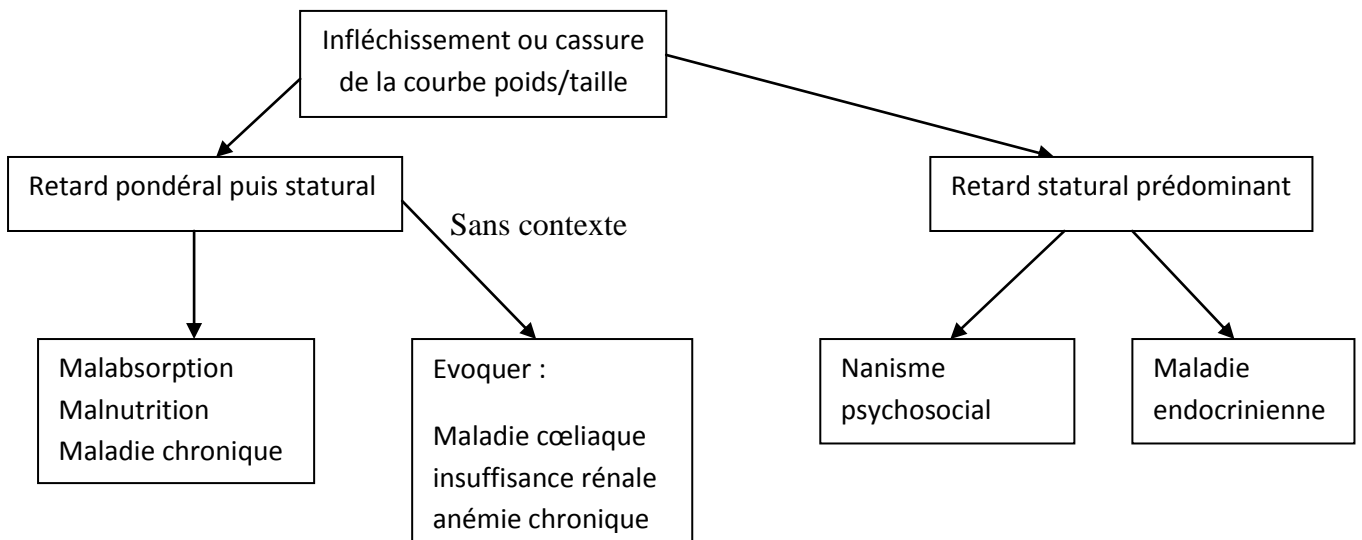 Infléchissement ou cassure
de la courbe poids/taille
Retard pondéral puis statural
Retard statural prédominant
Sans contexte
Malabsorption
Malnutrition
Maladie chronique
Evoquer :
Maladie cœliaque
insuffisance rénale
anémie chronique
Nanisme
psychosocial
Maladie
endocrinienne